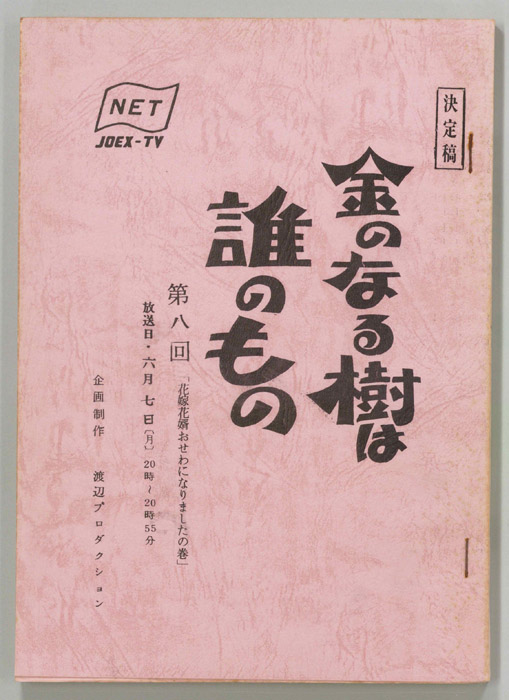 決定稿
金のなる樹は
誰のもの
NET
JOEX-TV
第八回
「花嫁花婿おせわになりましたの巻」
放送日・六月七日〔月〕20時~20時55分
企画制作 渡辺プロダクション